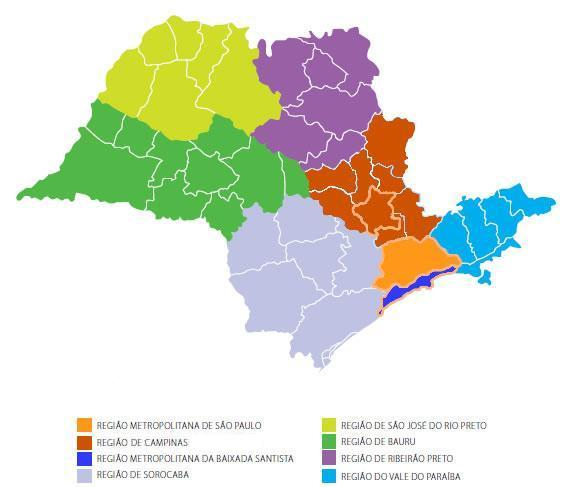 REGIÃO METROPOLITANA DE SÃO PAULO
REGIÃO DE CAMPINAS
REGIÃO METROPOLITANA DA BAIXADA SANTISTA
REGIÃO DE SOROCABA
REGIÃO DE SÃO JOSÉ DO RIO PRETO
REGIÃO DE BAURU
REGIÃO DE RIBEIRÃO PRETO
REGIÃO DO VALE DO PARAÍBA